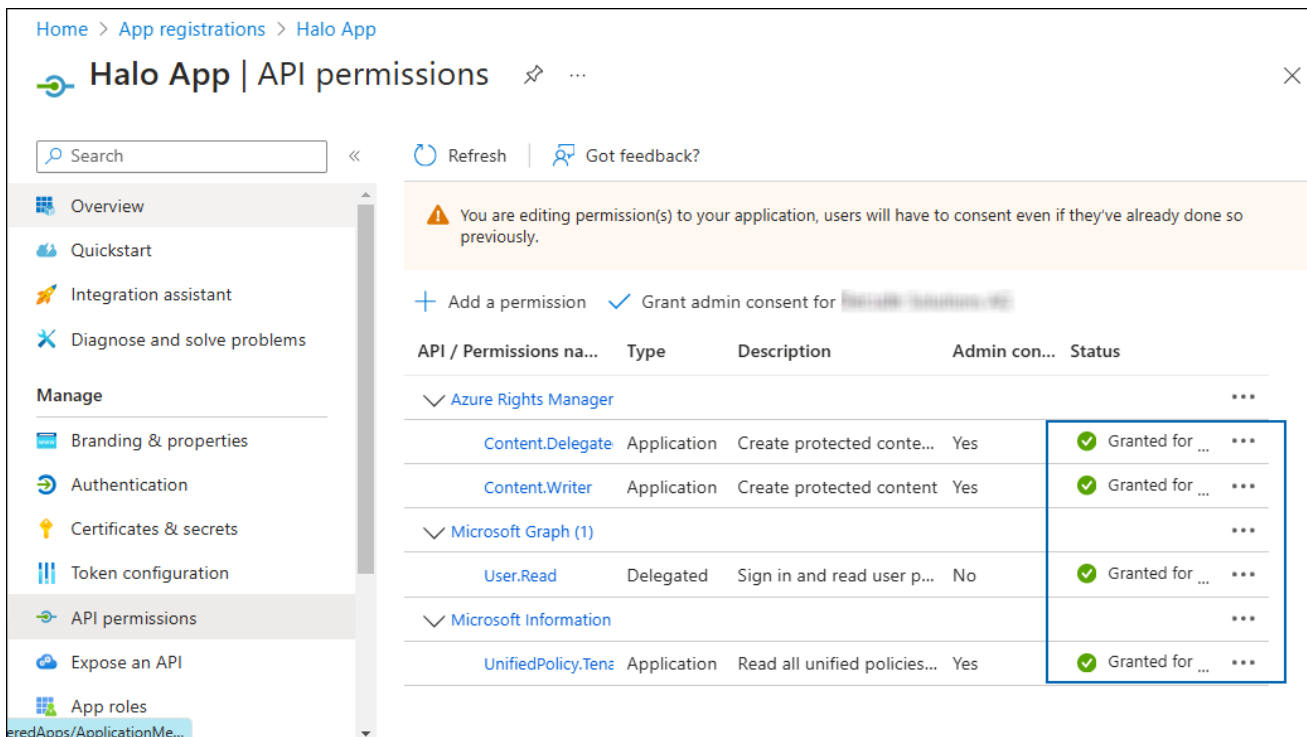 Home > App registrations > Halo App
Halo App | API permissions
Search
Refresh
Got feedback?
Overview
You are editing permission(s) to your application, users will have to consent even if they've already done so
previously.
Quickstart
Integration assistant
Add a permission
Grant admin consent for
Diagnose and solve problems
API / Permissions na... Type Description Admin con... Status
Manage
Azure Rights Manager
Branding & properties
Content.Delegate Application Create protected conte... Yes Granted for ...
Authentication
Content.Writer Application Create protected content Yes Granted for ...
Certificates & secrets
Microsoft Graph (1)
Token configuration
User.Read Delegated Sign in and read user p... No Granted for ...
API permissions
Microsoft Information
Expose an API
UnifiedPolicy.Tena Application Read all unified policies... Yes Granted for ...
App roles
eredApps/ApplicationMe...